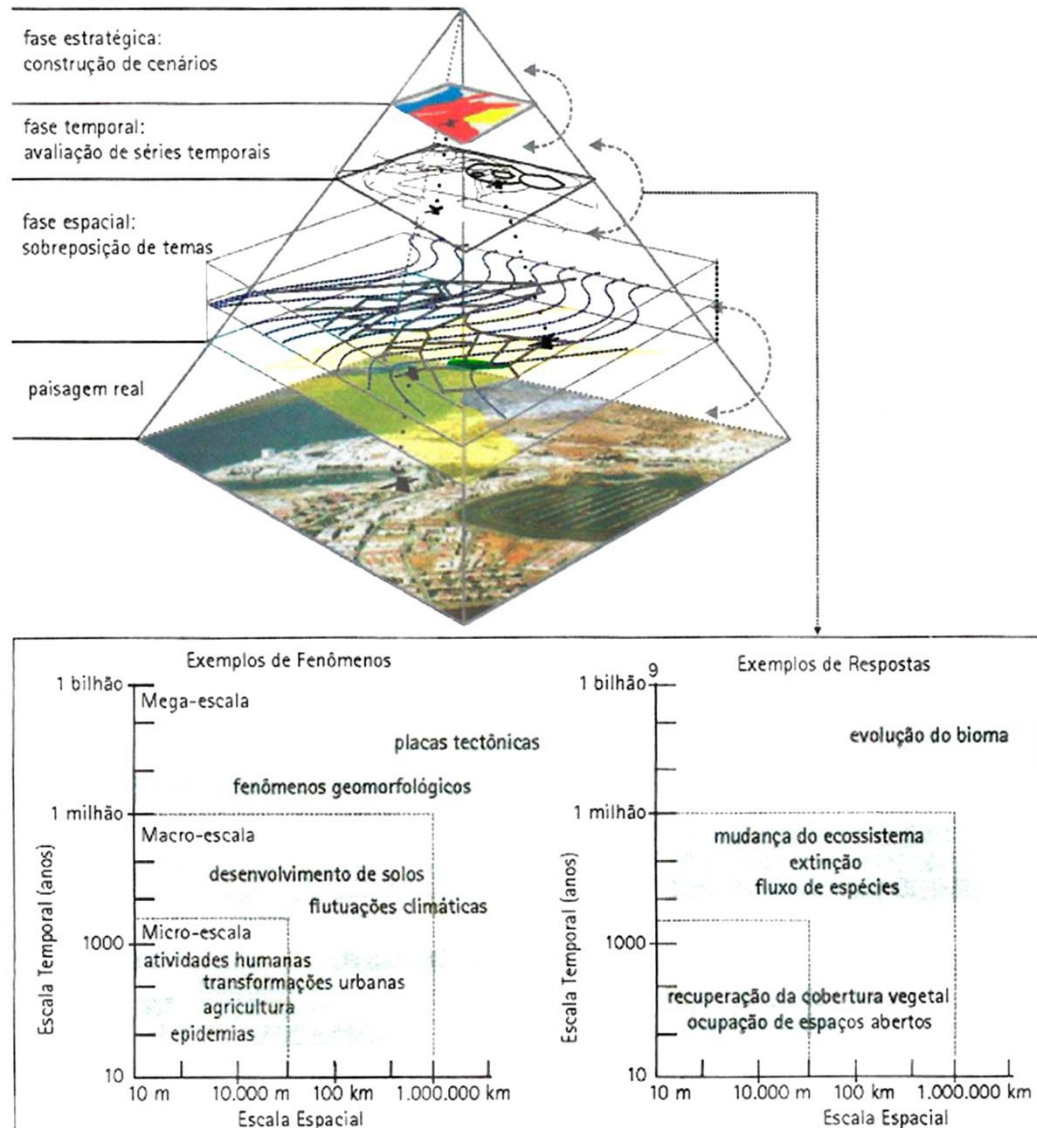 fase estratégica:
construção de cenários
fase temporal:
avaliação de séries temporais
fase espacial:
sobreposição de temas
paisagem real
Exemplos de Fenômenos
1 bilhão
Mega-escala
placas tectônicas
fenômenos geomorfológicos
1 milhão
Macro-escala
desenvolvimento de solos
flutuações climáticas
Micro-escala
1000
atividades humanas
transformações urbanas
agricultura
epidemias
10
10 m 10.000 m 100 km 1.000.000 km
Escala Espacial
Escala Temporal (anos)
Exemplos de Respostas
9
1 bilhão
evolução do bioma
1 milhão
mudança do ecossistema
extinção
fluxo de espécies
1000
recuperação da cobertura vegetal
ocupação de espaços abertos
10
10 m 10.000 m 100 km 1.000.000 km
Escala Espacial
Escala Temporal (anos)